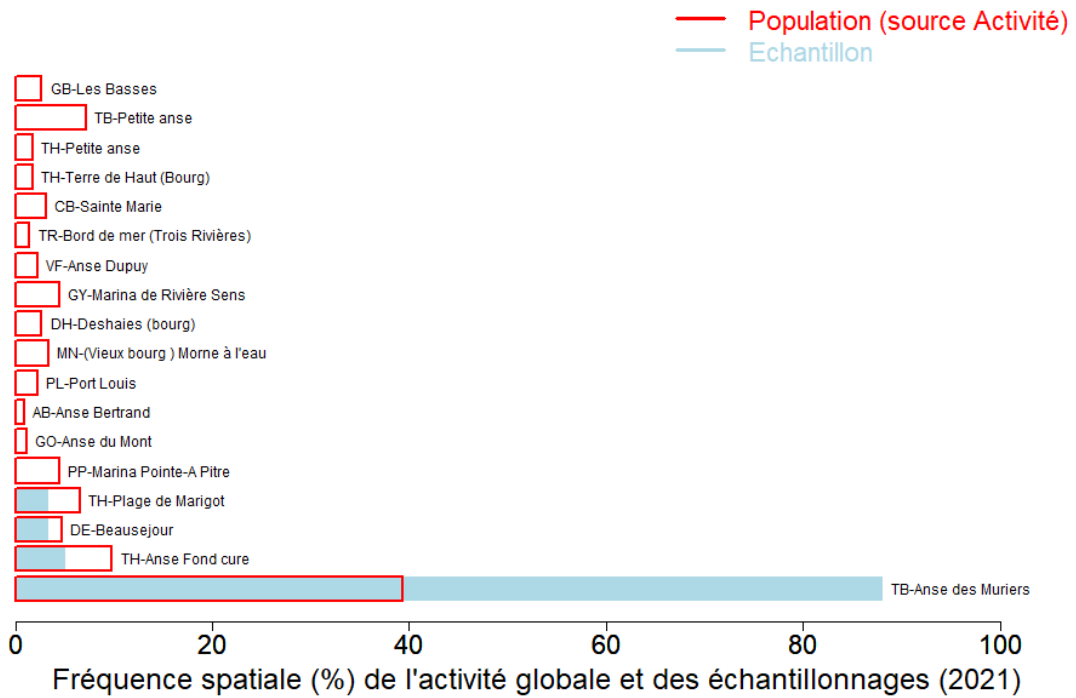 Population (source Activité)
Echantillon
GB-Les Basses
TB-Petite anse
TH-Petite anse
TH-Terre de Haut (Bourg)
CB-Sainte Marie
TR-Bord de mer (Trois Rivières)
VF-Anse Dupuy
GY-Marina de Rivière Sens
DH-Deshaies (bourg)
MN-(Vieux bourg ) Morne à l'eau
PL-Port Louis
AB-Anse Bertrand
GO-Anse du Mont
PP-Marina Pointe-A Pitre
TH-Plage de Marigot
DE-Beausejour
TH-Anse Fond cure
TB-Anse des Muriers
0 20 40 60 80 100
Fréquence spatiale (%) de l'activité globale et des échantillonnages (2021)